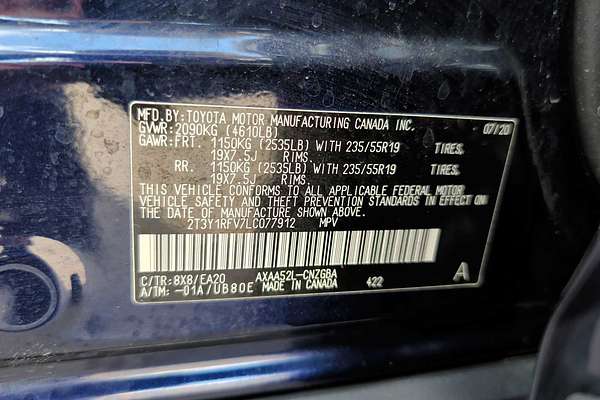 MFD.BY:TOYOTA MOTOR MANUFACTURING CANADA INC.
GVWR:2090KG (4610LB) 07/20
GAWR:FRT. 1150KG (2535LB) WITH 235/55R19 TIRES,
19X7.5J RIMS.
RR. 1150KG (2535LB) WITH 235/55R19 TIRES,
19X7.5J RIMS.
THIS VEHICLE CONFORMS TO ALL APPLICABLE FEDERAL MOTOR
VEHICLE SAFETY AND THEFT PREVENTION STANDARDS IN EFFECT ON
THE DATE OF MANUFACTURE SHOWN ABOVE.
2T3Y1RFV7LC077912 MPV
C/TR:8X8/EA20 AXAA52L-CNZGBA A
A/TM:-01A/UB80E MADE IN CANADA 422